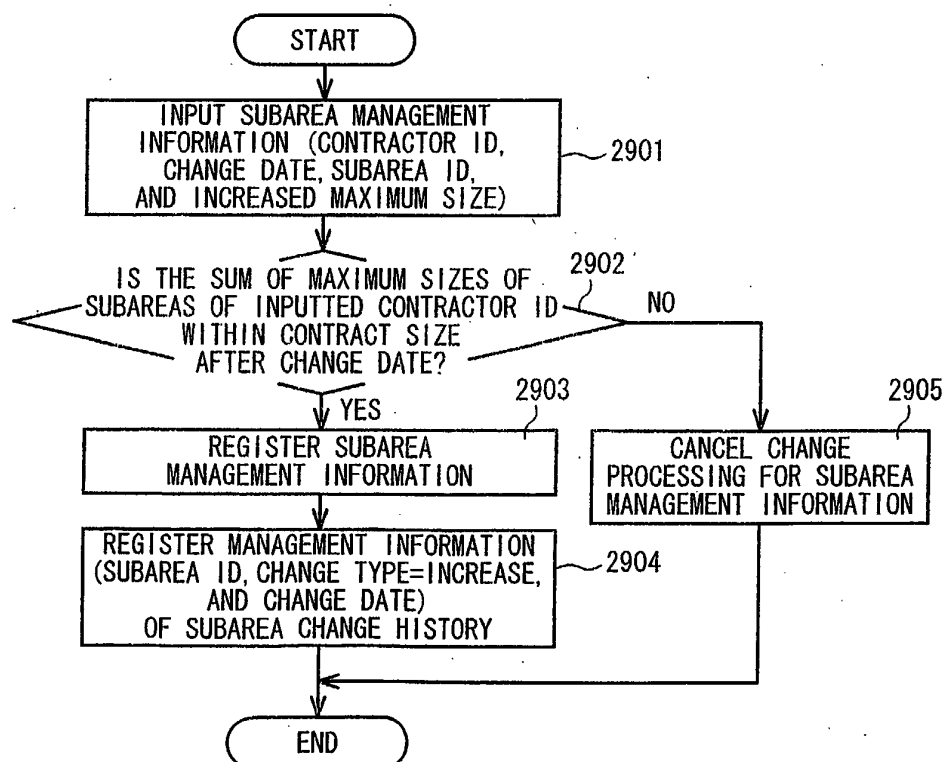 START
INPUT SUBAREA MANAGEMENT
INFORMATION (CONTRACTOR ID,
CHANGE DATE, SUBAREA ID,
AND INCREASED MAXIMUM SIZE)
2901
IS THE SUM OF MAXIMUM SIZES OF
SUBAREAS OF INPUTTED CONTRACTOR ID
WITHIN CONTRACT SIZE
AFTER CHANGE DATE?
2902
NO
YES
2903
REGISTER SUBAREA
MANAGEMENT INFORMATION
2905
CANCEL CHANGE
PROCESSING FOR SUBAREA
MANAGEMENT INFORMATION
REGISTER MANAGEMENT INFORMATION
(SUBAREA ID, CHANGE TYPE=INCREASE,
AND CHANGE DATE)
OF SUBAREA CHANGE HISTORY
2904
END